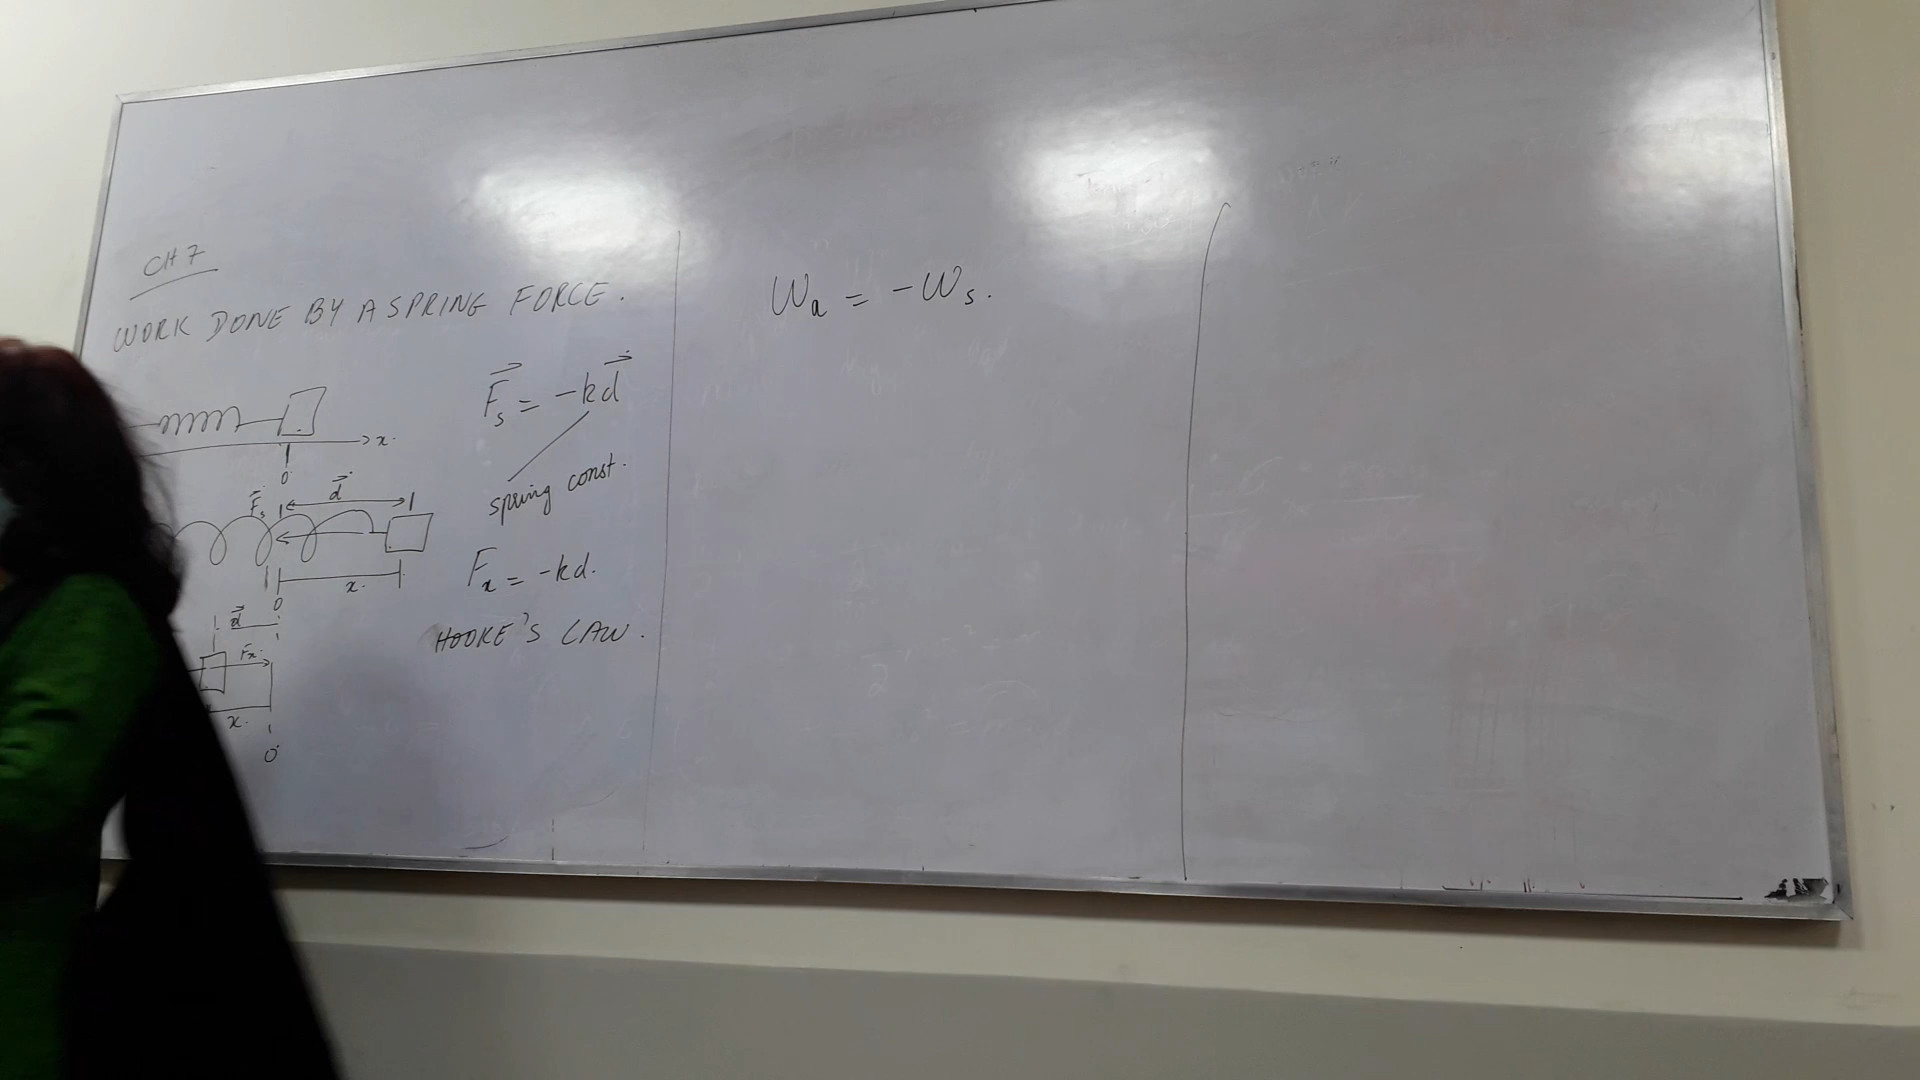 CH 7
WORK DONE BY A SPRING FORCE.
F⃗s = -kd⃗
spring const.
x.
0
F⃗s
d⃗
x.
0
Fx = -kd.
HOOKE'S LAW.
d⃗
Fx
x.
0
Wa = -Ws.